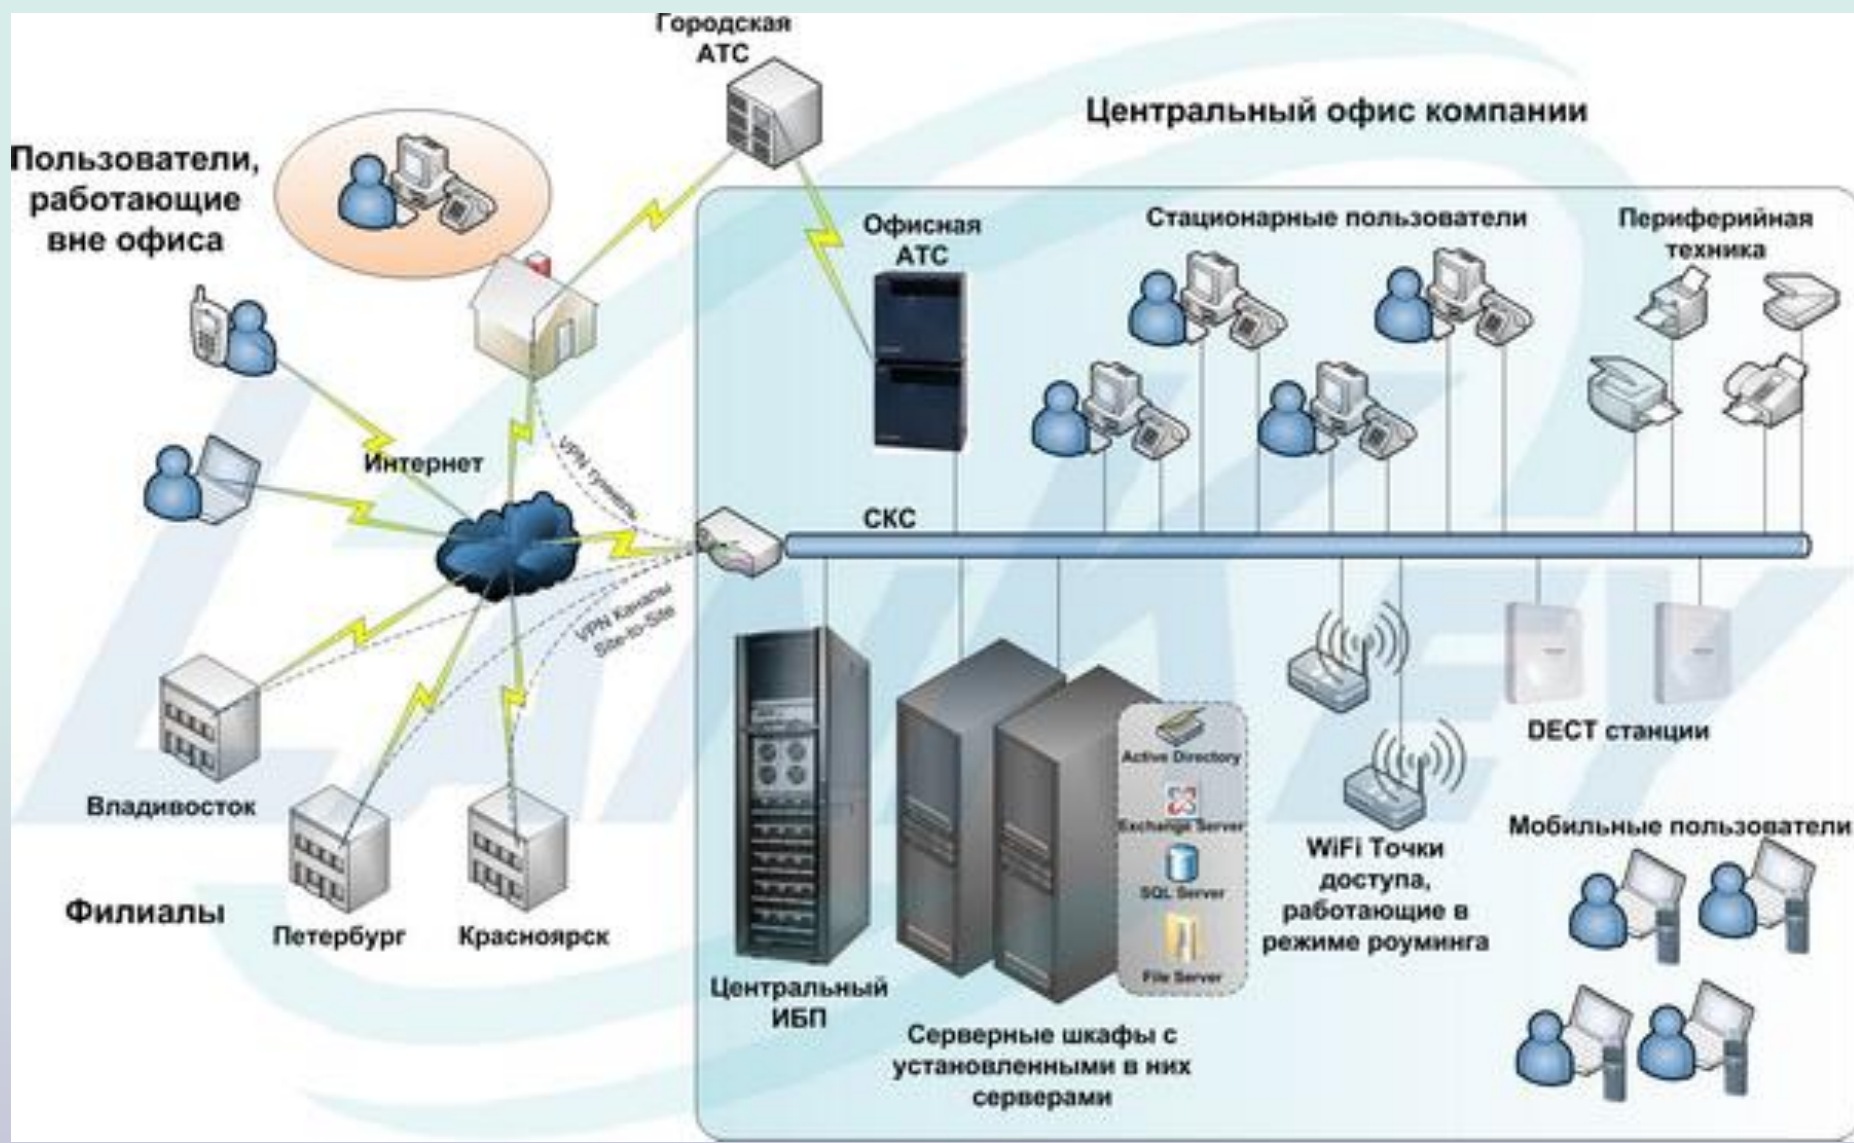 Городская
АТС
Центральный офис компании
Пользователи,
работающие
вне офиса
Офисная
АТС
Стационарные пользователи
Периферийная
техника
Интернет
VPN туннель
СКС
VPN Каналы
Site-to-Site
Владивосток
Филиалы
Петербург
Красноярск
Центральный
ИБП
Серверные шкафы с
установленными в них
серверами
Active Directory
Exchange Server
SQL Server
File Server
WiFi Точки
доступа,
работающие в
режиме роуминга
DECT станции
Мобильные пользователи